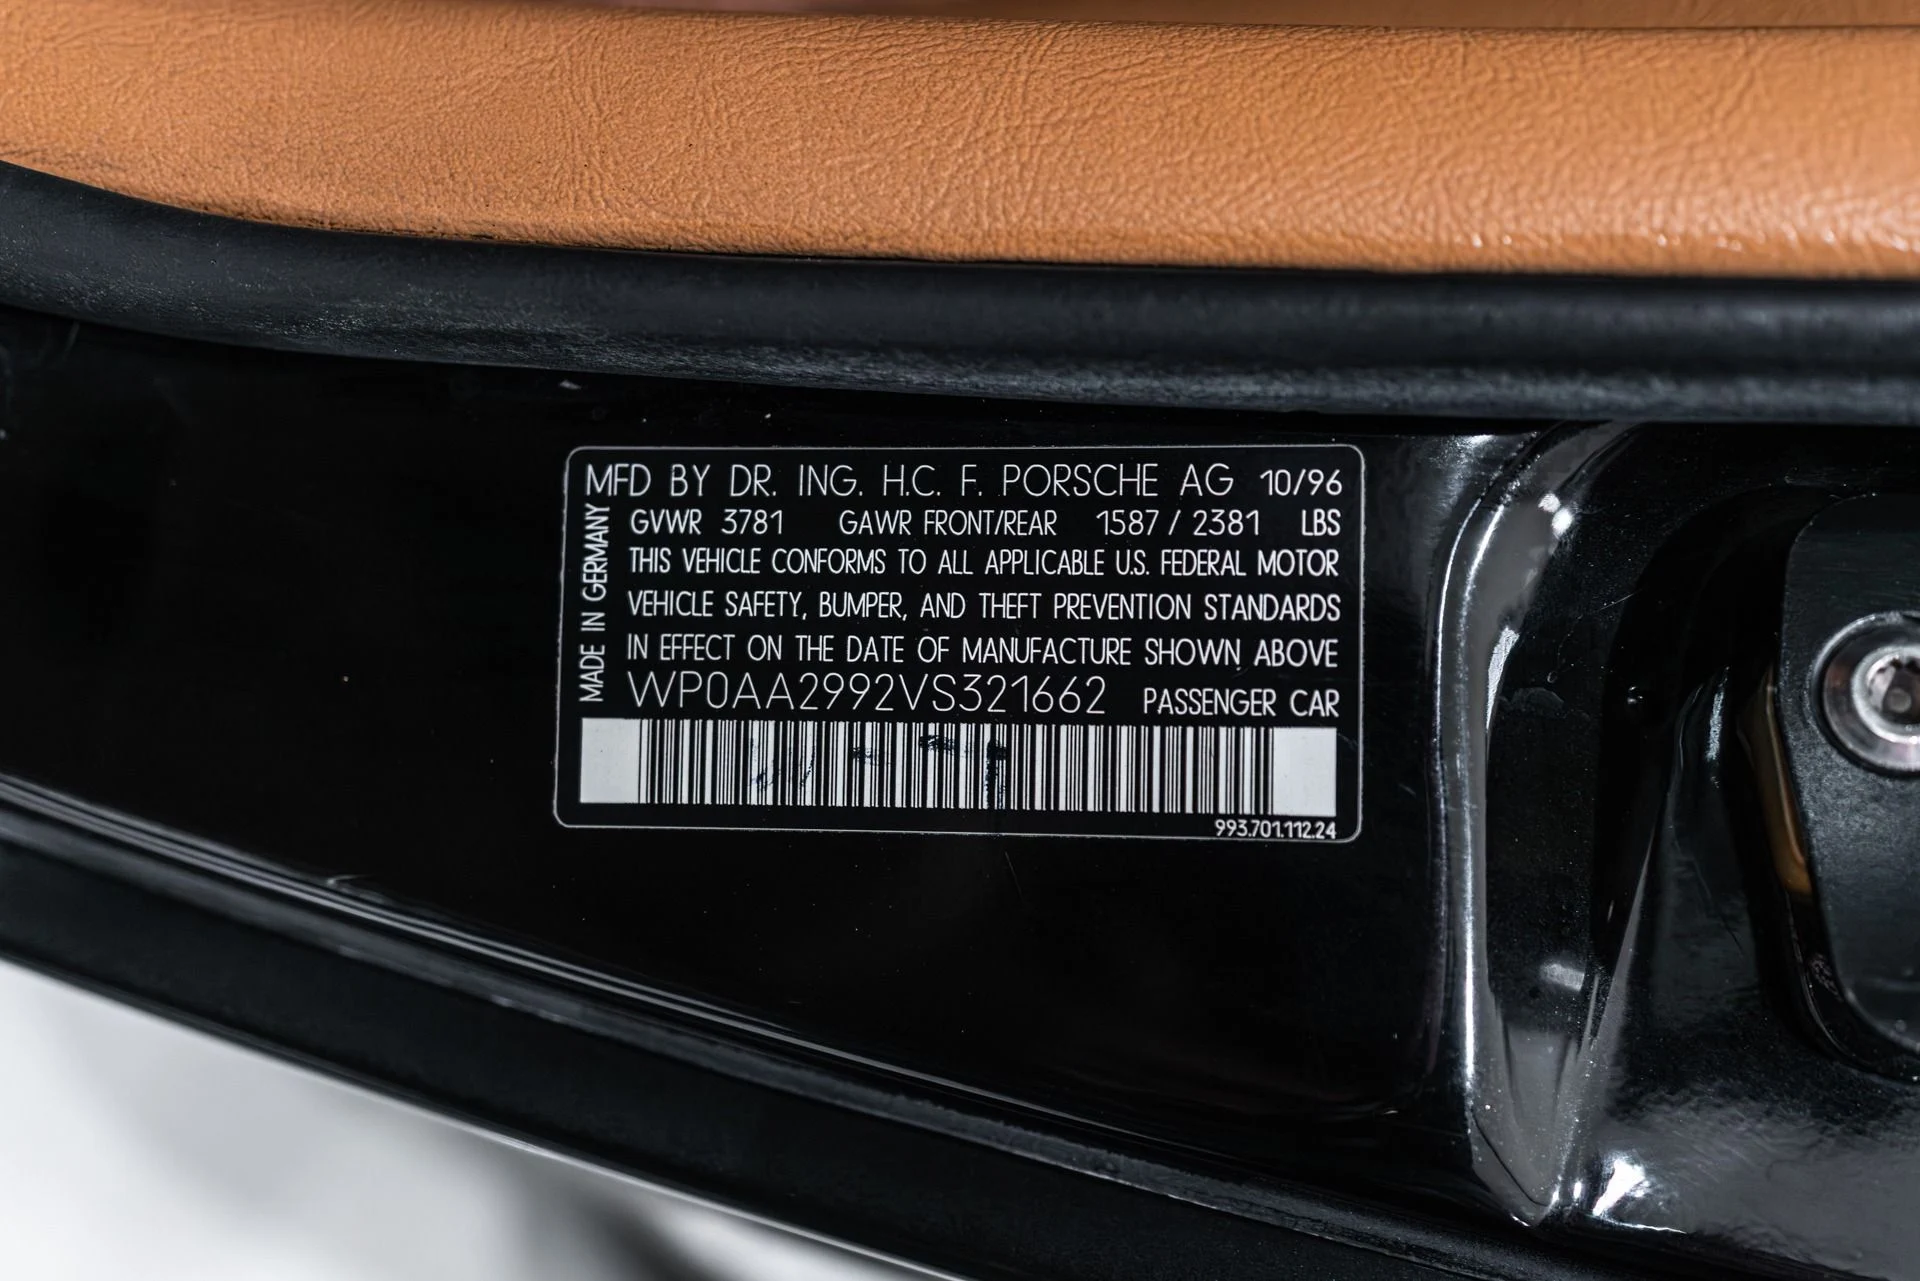 MFD BY DR. ING. H.C. F. PORSCHE AG 10/96
GVWR 3781 GAWR FRONT/REAR 1587 / 2381 LBS
THIS VEHICLE CONFORMS TO ALL APPLICABLE U.S. FEDERAL MOTOR
VEHICLE SAFETY, BUMPER, AND THEFT PREVENTION STANDARDS
IN EFFECT ON THE DATE OF MANUFACTURE SHOWN ABOVE
WP0AA2992VS321662 PASSENGER CAR
MADE IN GERMANY
993.701.112.24